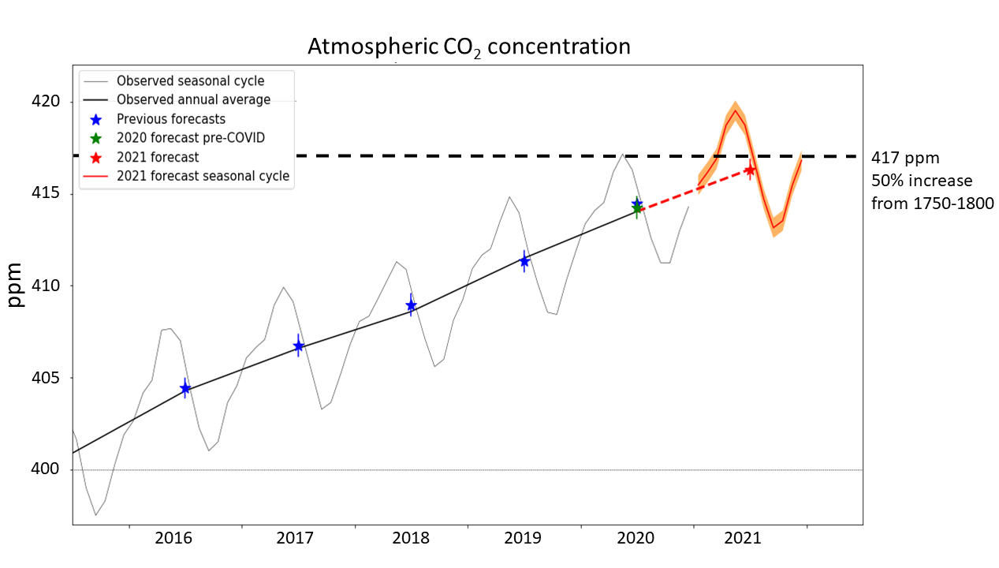 Atmospheric CO₂ concentration
Observed seasonal cycle
Observed annual average
Previous forecasts
2020 forecast pre-COVID
2021 forecast
2021 forecast seasonal cycle
420
415
410
405
400
ppm
417 ppm
50% increase
from 1750-1800
2016 2017 2018 2019 2020 2021